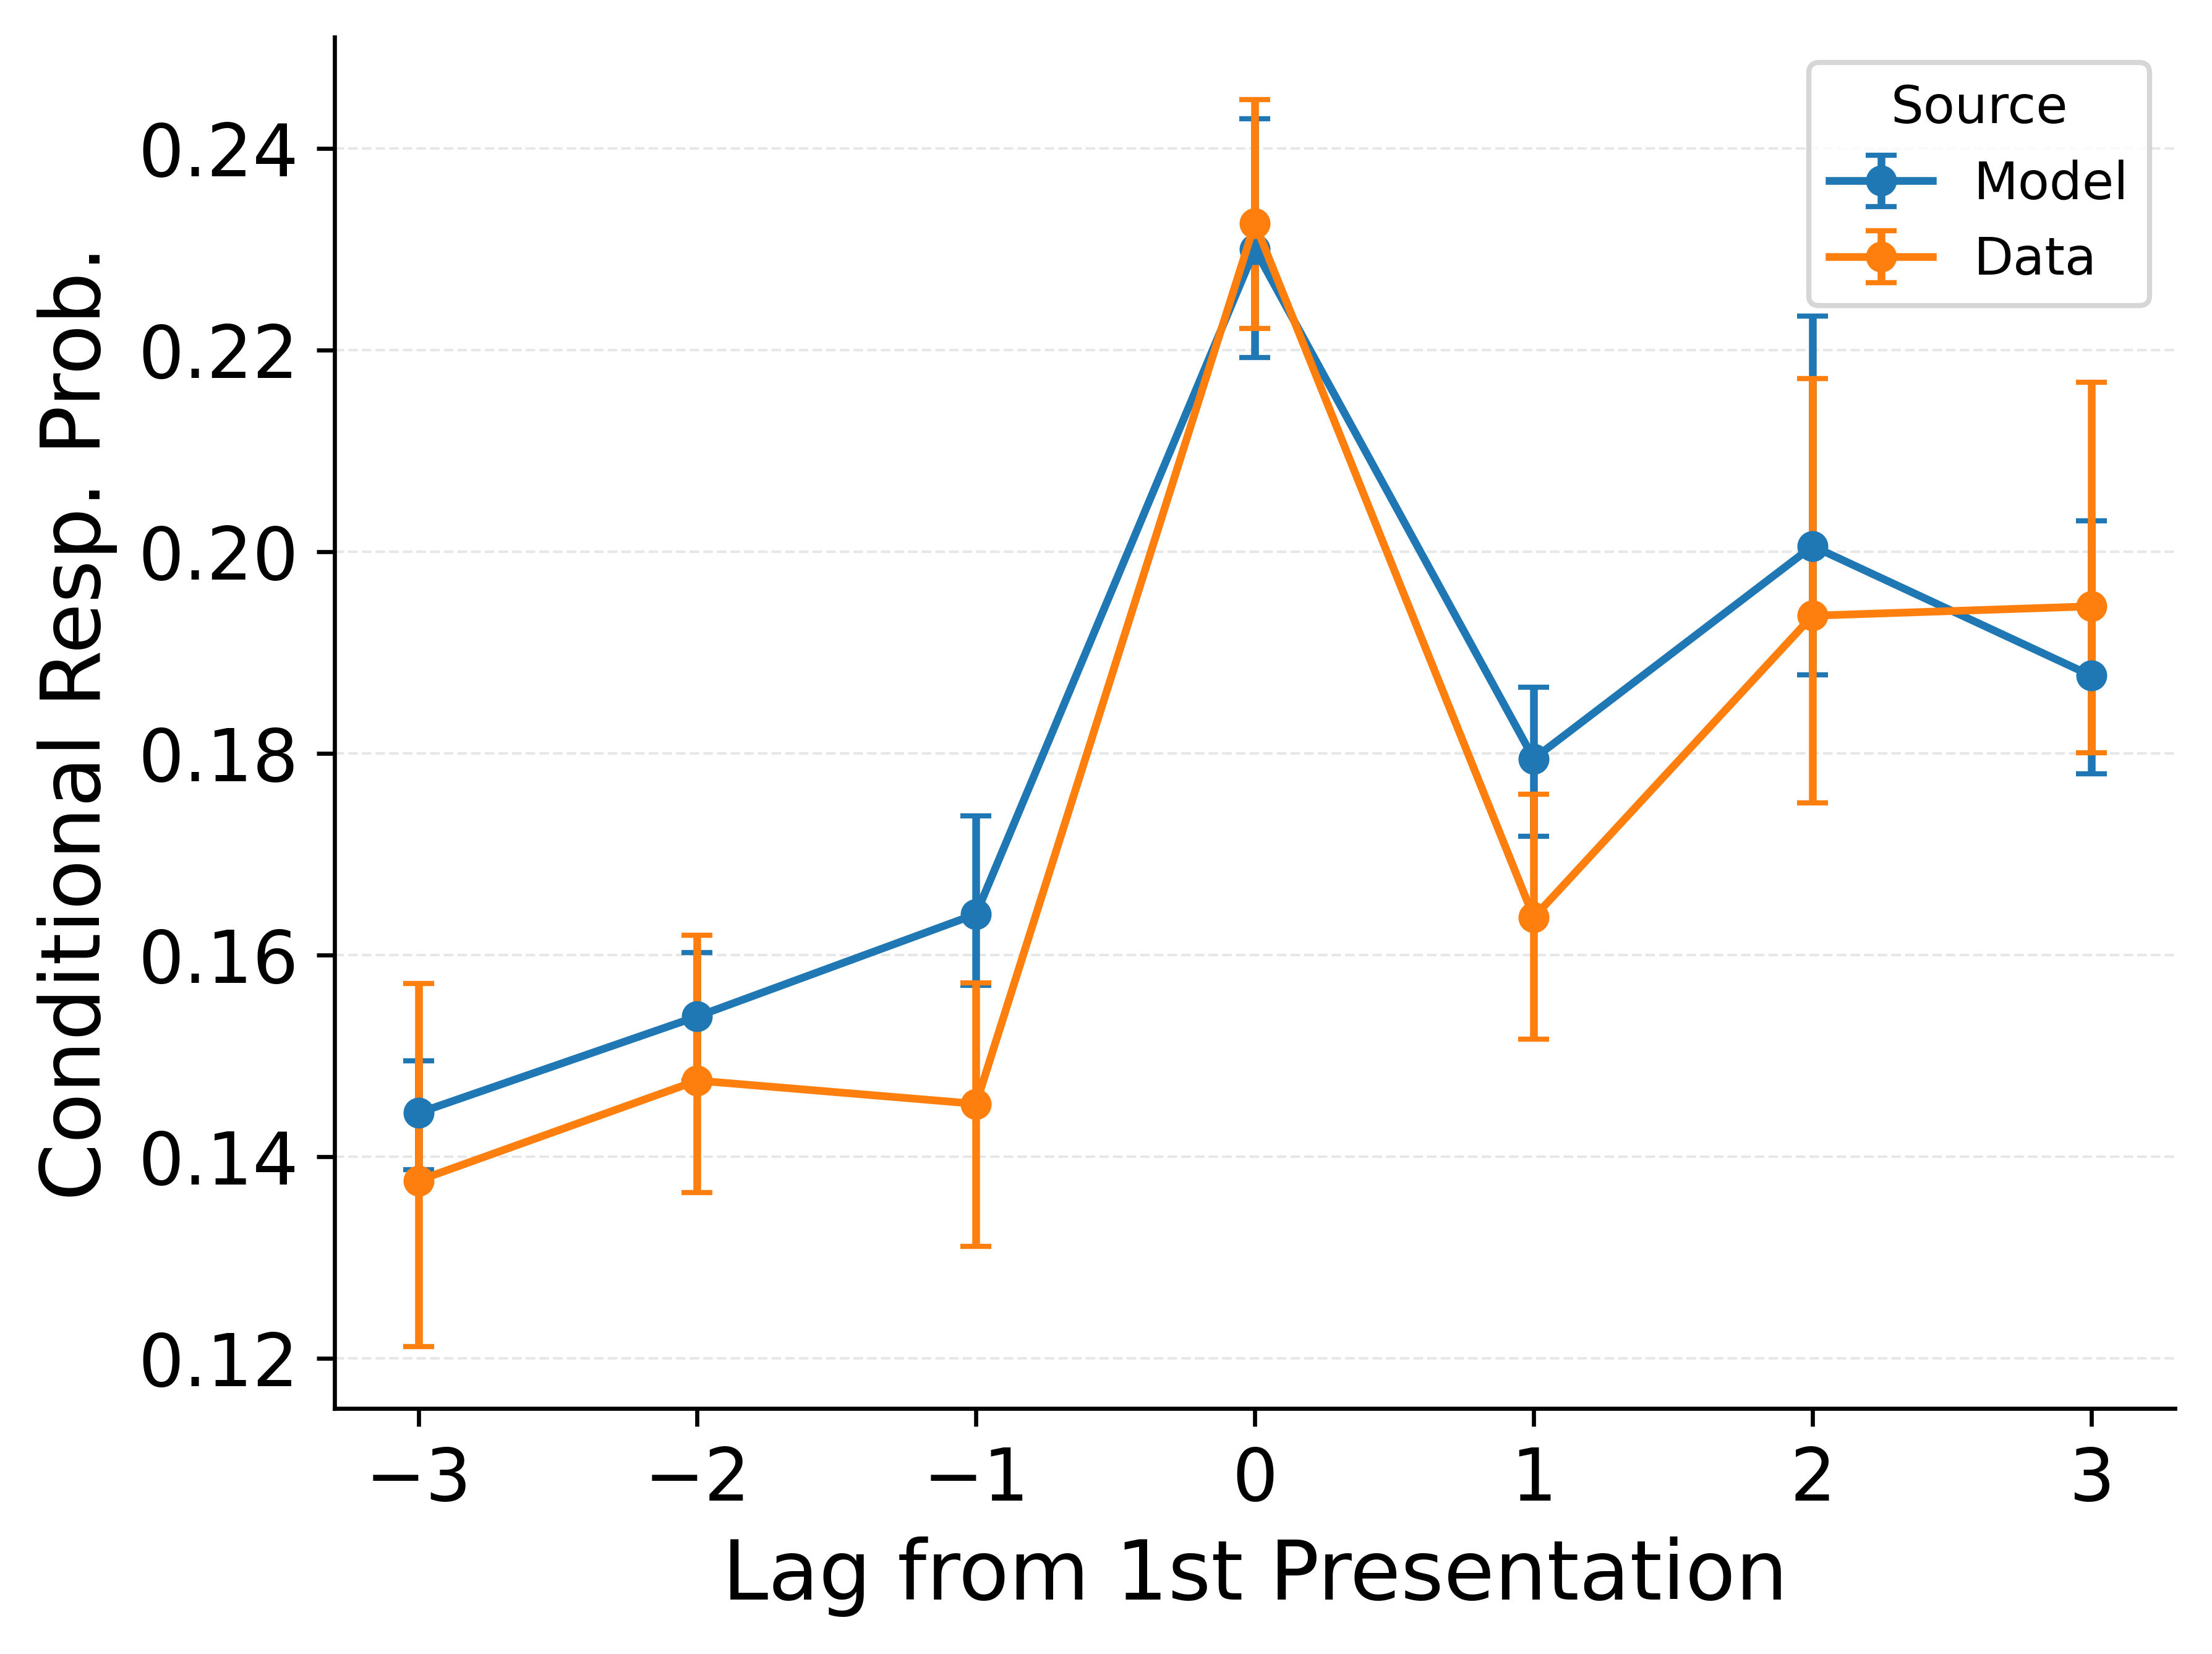 Source
Model
Data
0.24
0.22
0.20
0.18
0.16
0.14
0.12
Conditional Resp. Prob.
−3 −2 −1 0 1 2 3
Lag from 1st Presentation